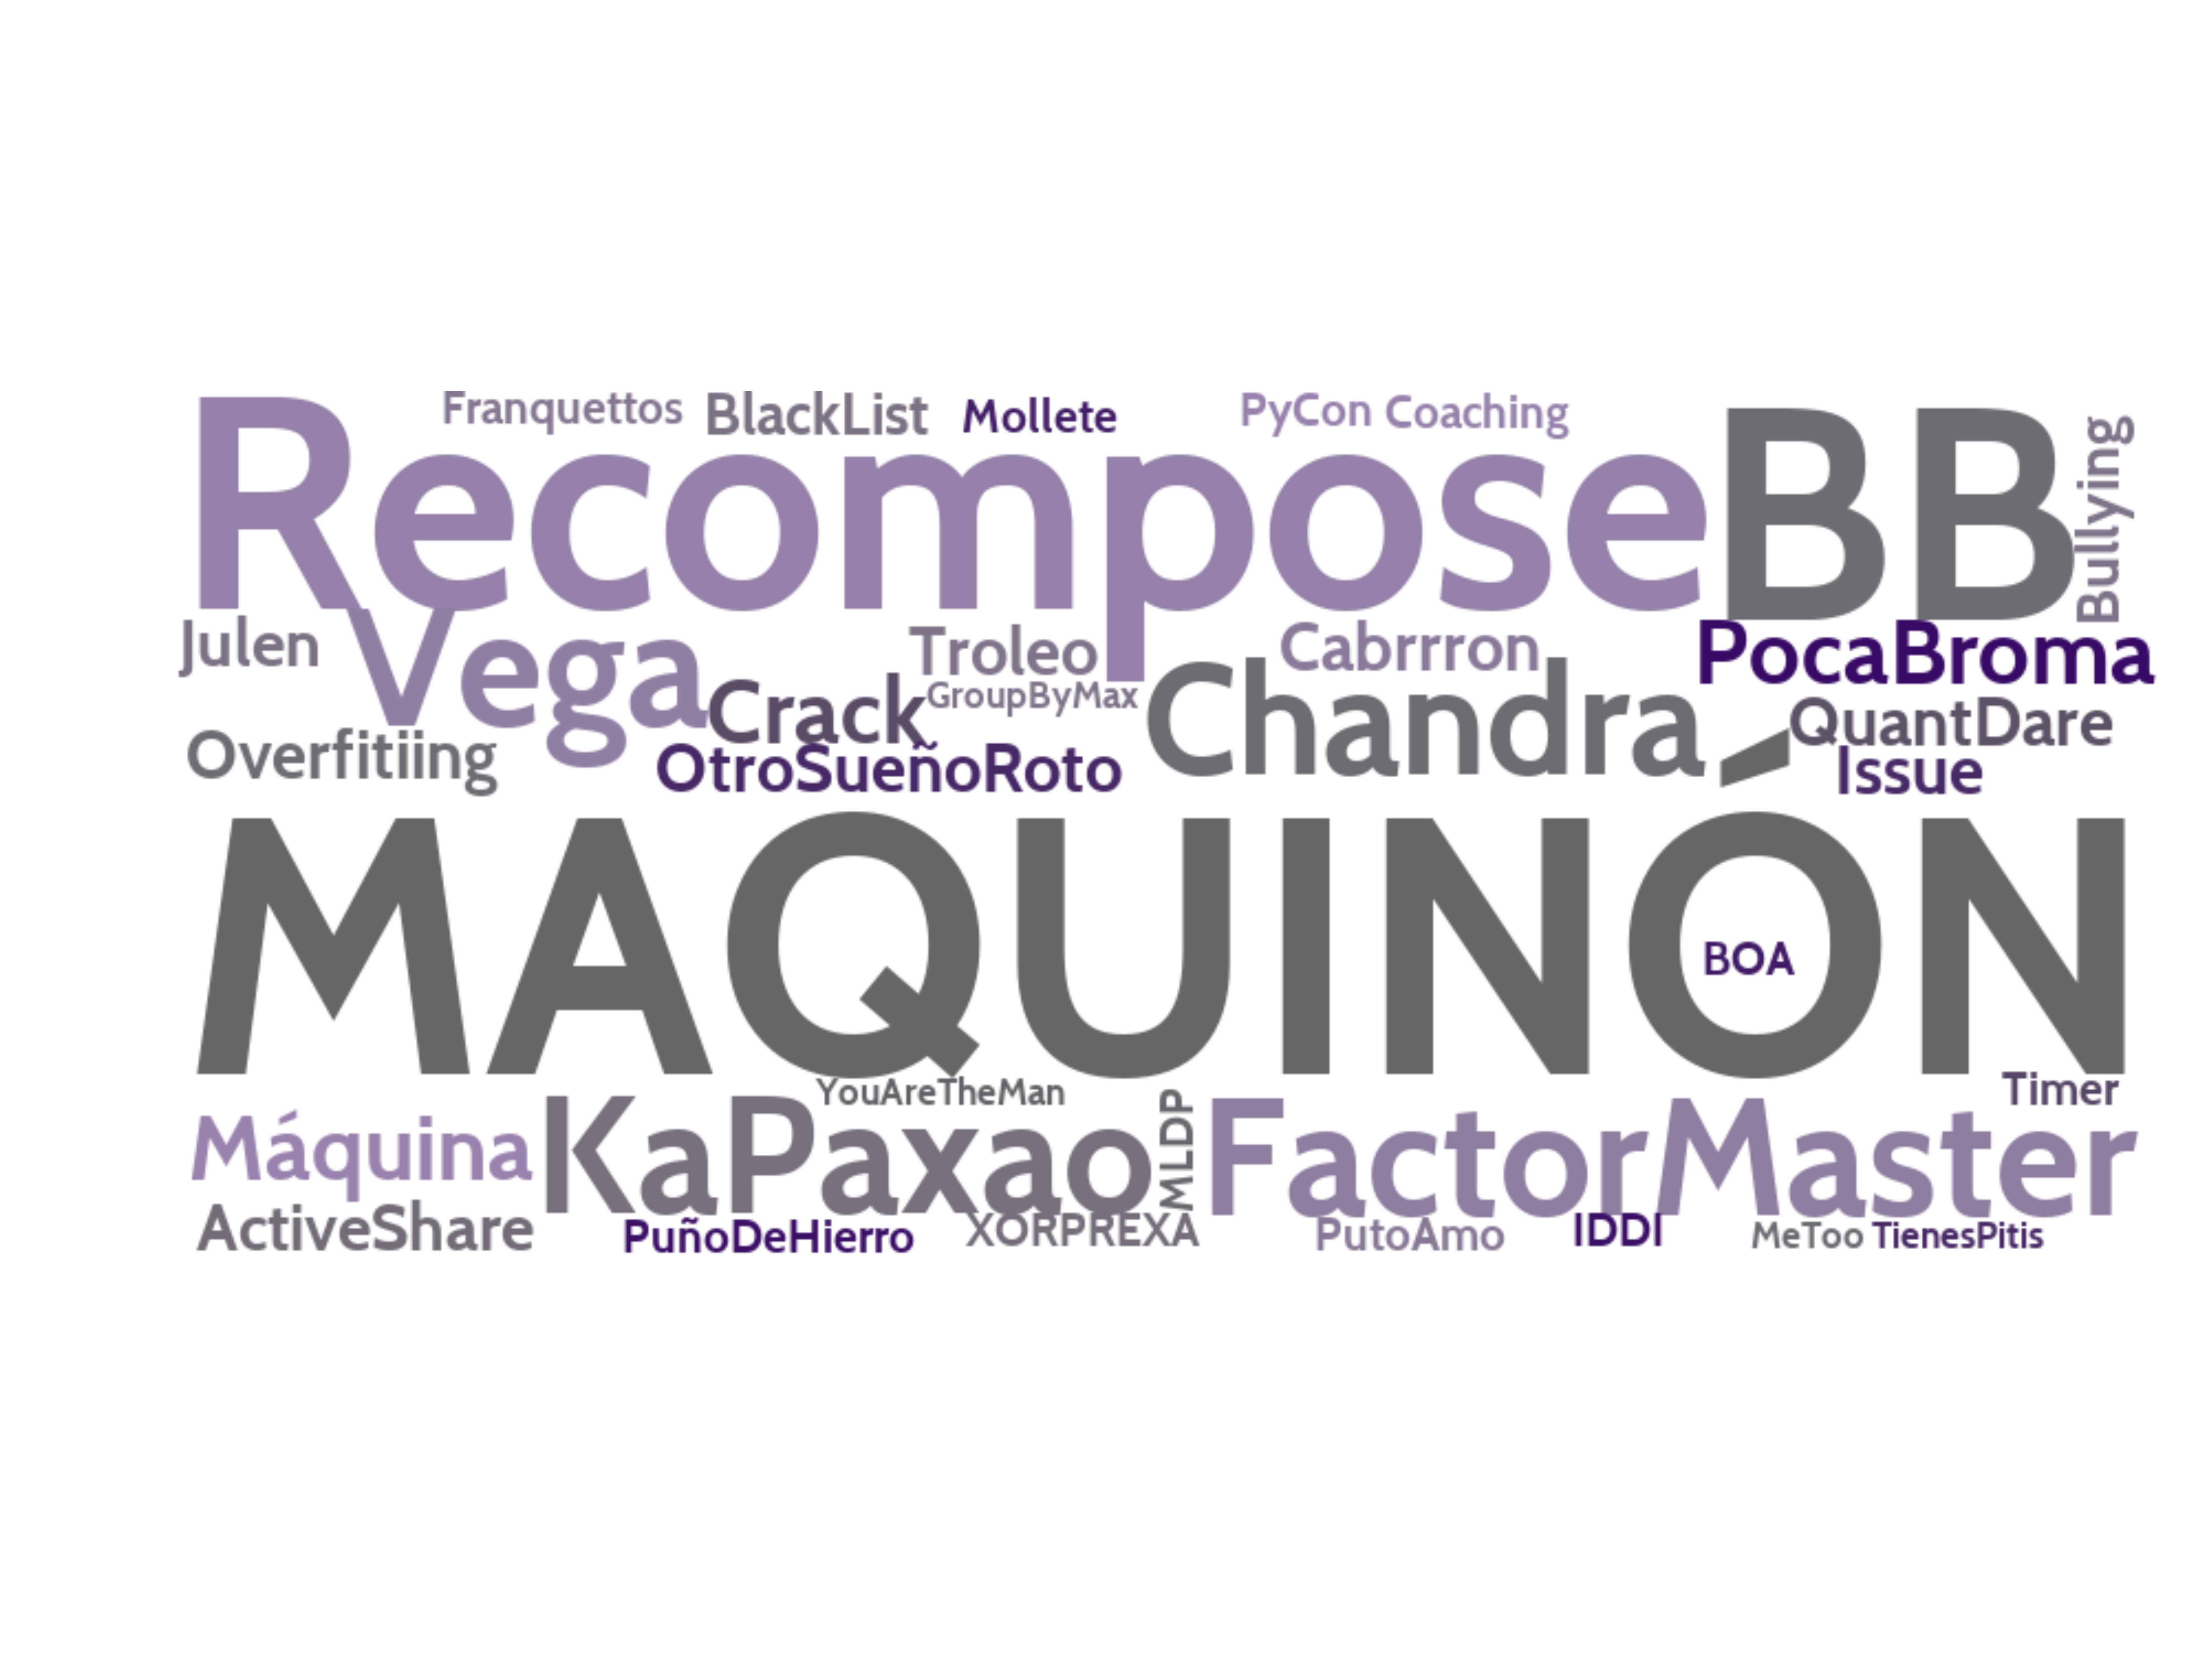 Franquettos BlackList Mollete PyCon Coaching
Recompose BB
Bullying
Julen Vega Troleo Cabrrron PocaBroma
Crack GroupByMax Chandra QuantDare
Overfitiing OtroSueñoRoto Issue
MAQUINÓN
BOA
YouAreTheMan Timer
Máquina KaPaxao MLDP FactorMaster
ActiveShare PuñoDeHierro XORPREXA PutoAmo IDDI MeToo TienesPitis